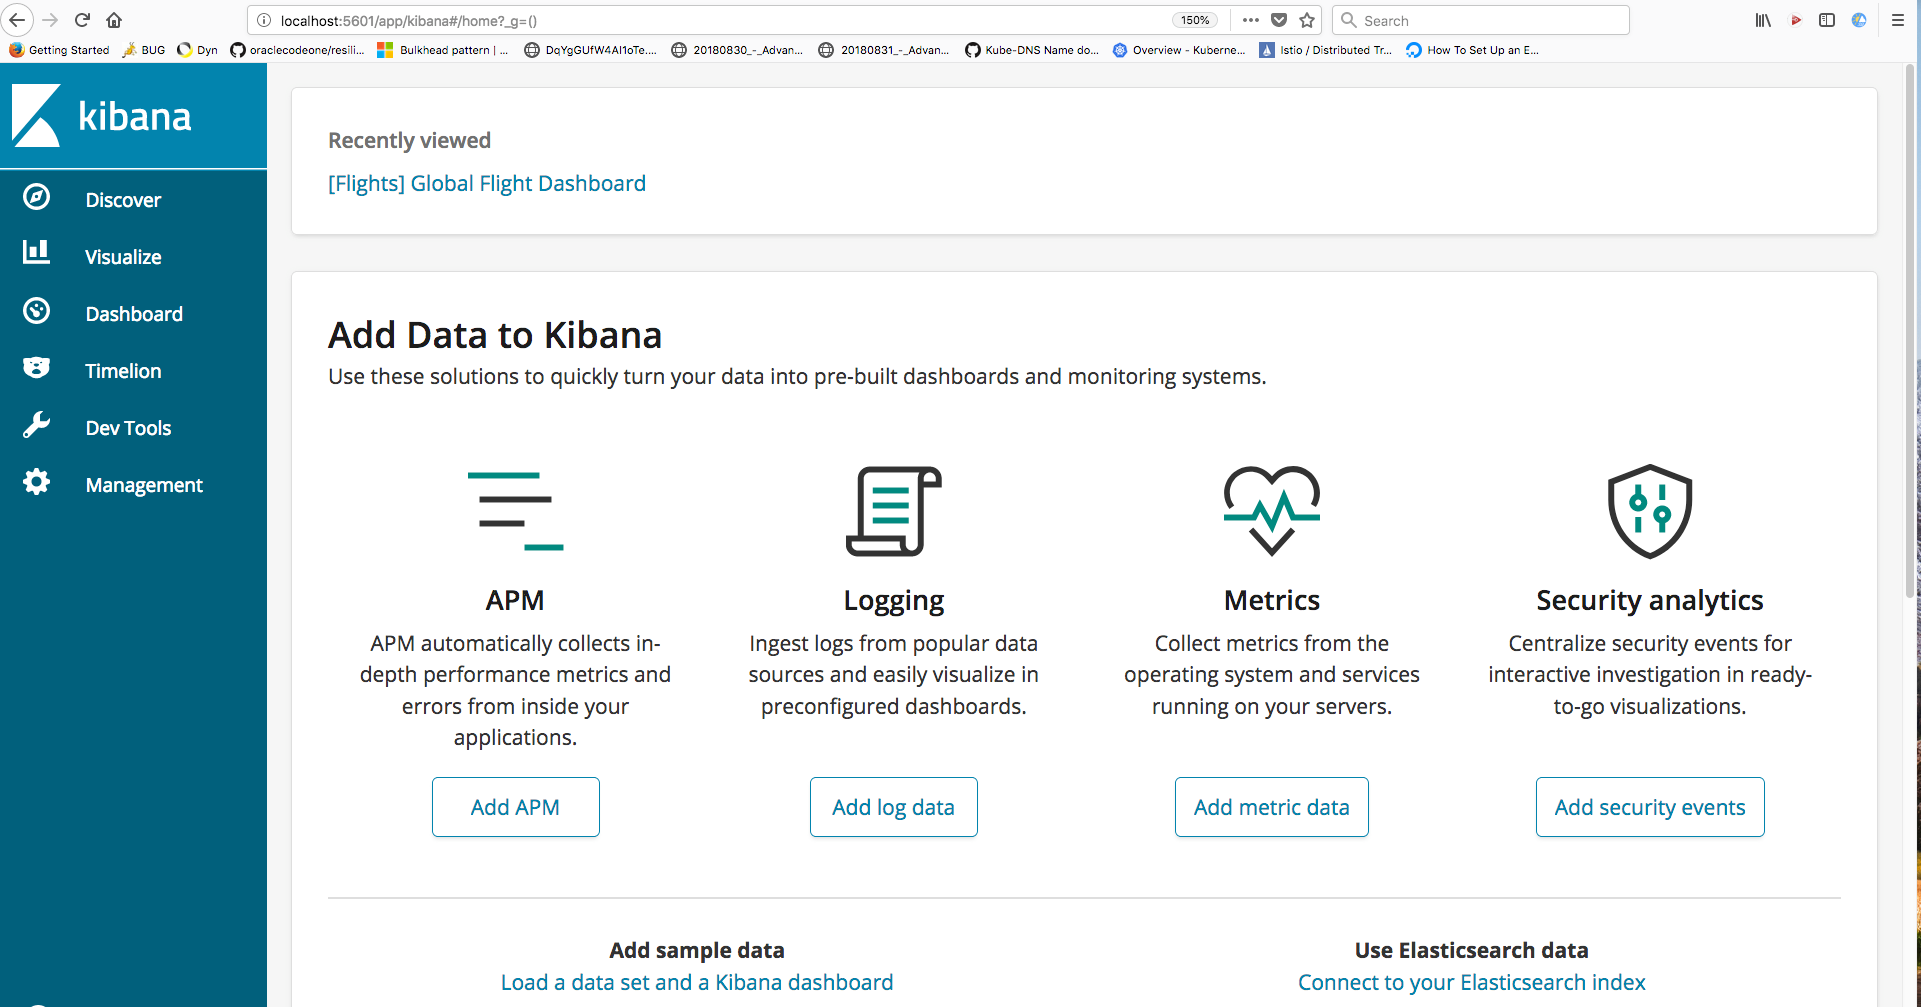 localhost:5601/app/kibana#/home?_g=()
150%
Search
Getting Started
BUG
Dyn
oraclecodeone/resili...
Bulkhead pattern | ...
DqYgGUfW4AI1oTe....
20180830_-_Advan...
20180831_-_Advan...
Kube-DNS Name do...
Overview - Kuberne...
Istio / Distributed Tr...
How To Set Up an E...
kibana
Discover
Visualize
Dashboard
Timelion
Dev Tools
Management
Recently viewed
[Flights] Global Flight Dashboard
Add Data to Kibana
Use these solutions to quickly turn your data into pre-built dashboards and monitoring systems.
APM
APM automatically collects in-
depth performance metrics and
errors from inside your
applications.
Add APM
Logging
Ingest logs from popular data
sources and easily visualize in
preconfigured dashboards.
Add log data
Metrics
Collect metrics from the
operating system and services
running on your servers.
Add metric data
Security analytics
Centralize security events for
interactive investigation in ready-
to-go visualizations.
Add security events
Add sample data
Load a data set and a Kibana dashboard
Use Elasticsearch data
Connect to your Elasticsearch index